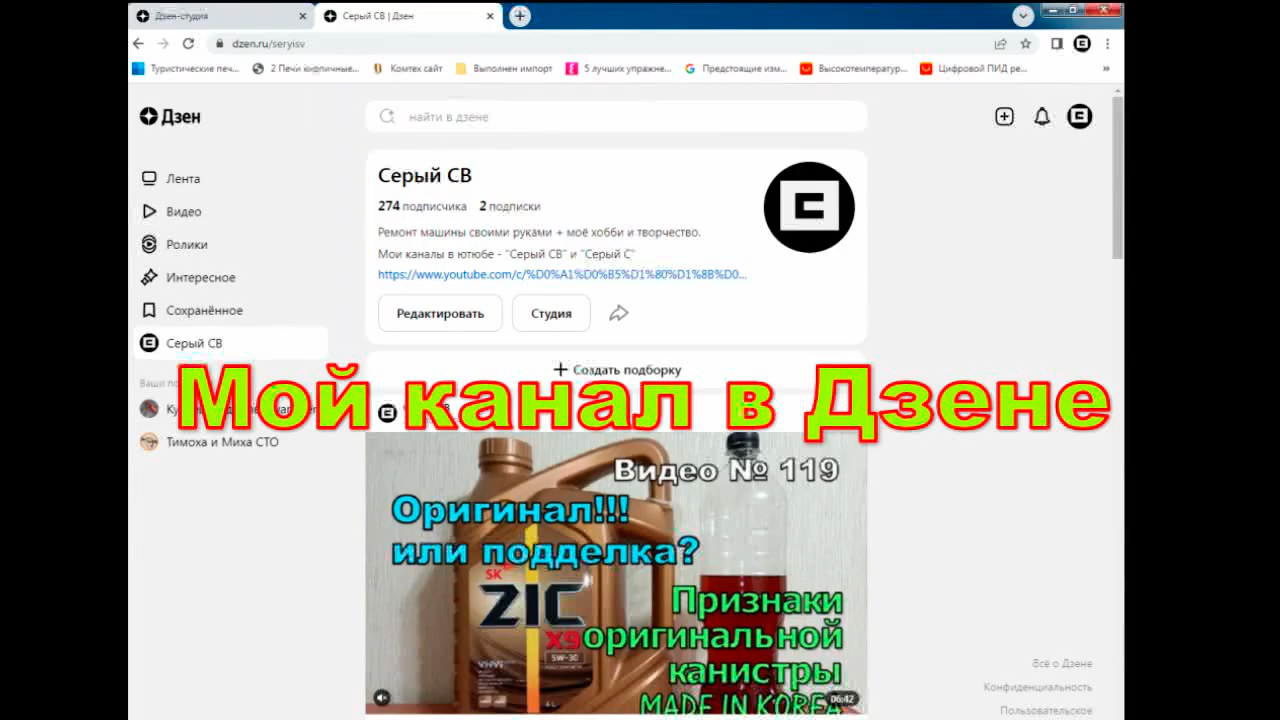 Дзен-студия
Серый СВ | Дзен
dzen.ru/seryisv
Туристические печ...
2 Печи кирпичные...
Комтех сайт
Выполнен импорт
5 лучших упражне...
Предстоящие изм...
Высокотемператур...
Цифровой ПИД ре...
»
Дзен
найти в дзене
Лента
Видео
Ролики
Интересное
Сохранённое
Серый СВ
Серый СВ
274 подписчика 2 подписки
Ремонт машины своими руками + моё хобби и творчество.
Мои каналы в ютюбе - "Серый СВ" и "Серый С"
https://www.youtube.com/c/%D0%A1%D0%B5%D1%80%D1%8B%D0...
Редактировать
Студия
Создать подборку
Мой канал в Дзене
Тимоха и Миха СТО
Видео № 119
Оригинал!!!
или подделка?
SK
ZIC
X9
5W-30
Признаки
оригинальной
канистры
MADE IN KOREA
06:42
Всё о Дзене
Конфиденциальность
Пользовательское